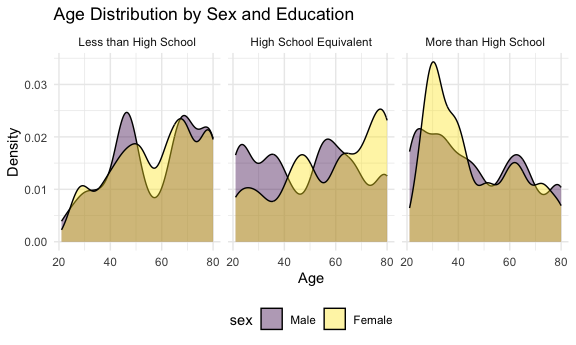 Age Distribution by Sex and Education
Less than High School
High School Equivalent
More than High School
Density
0.03
0.02
0.01
0.00
20 40 60 80
20 40 60 80
20 40 60 80
Age
sex Male Female